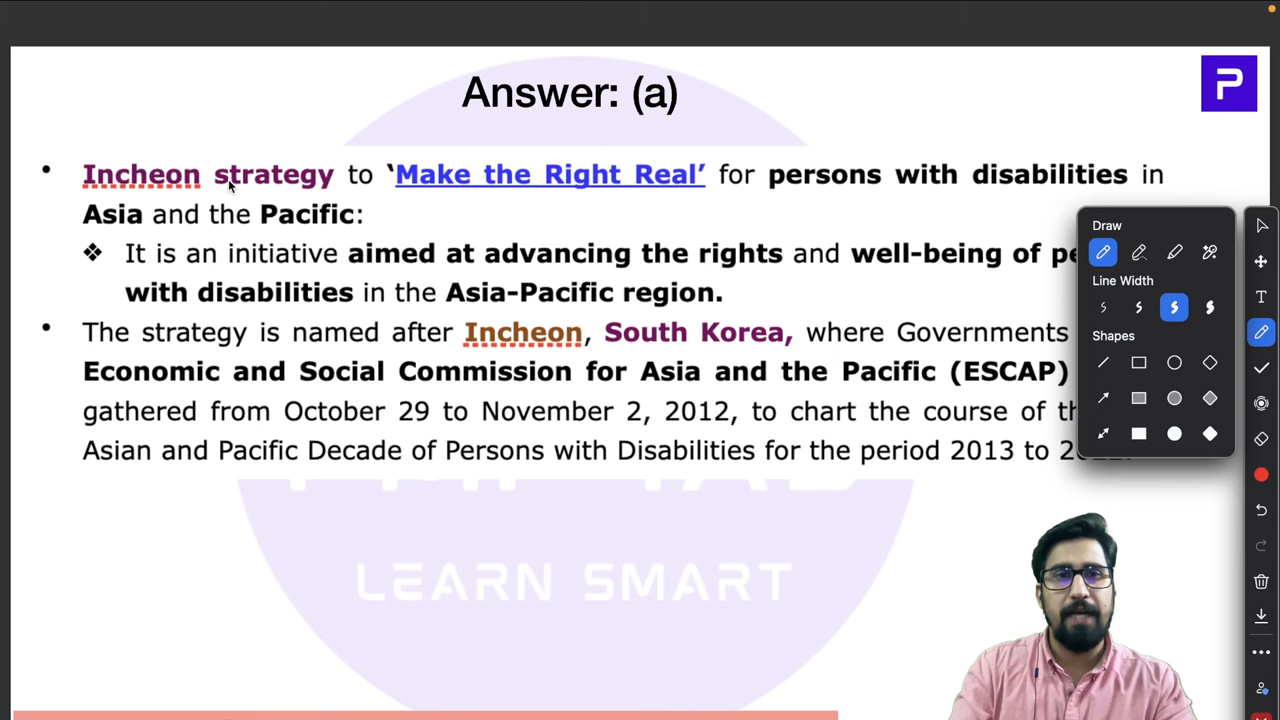 Answer: (a)
P
• Incheon strategy to ‘Make the Right Real’ for persons with disabilities in
Asia and the Pacific:
❖ It is an initiative aimed at advancing the rights and well-being of pe
with disabilities in the Asia-Pacific region.
• The strategy is named after Incheon, South Korea, where Governments
Economic and Social Commission for Asia and the Pacific (ESCAP)
gathered from October 29 to November 2, 2012, to chart the course of th
Asian and Pacific Decade of Persons with Disabilities for the period 2013 to
LEARN SMART
Draw
Line Width
Shapes